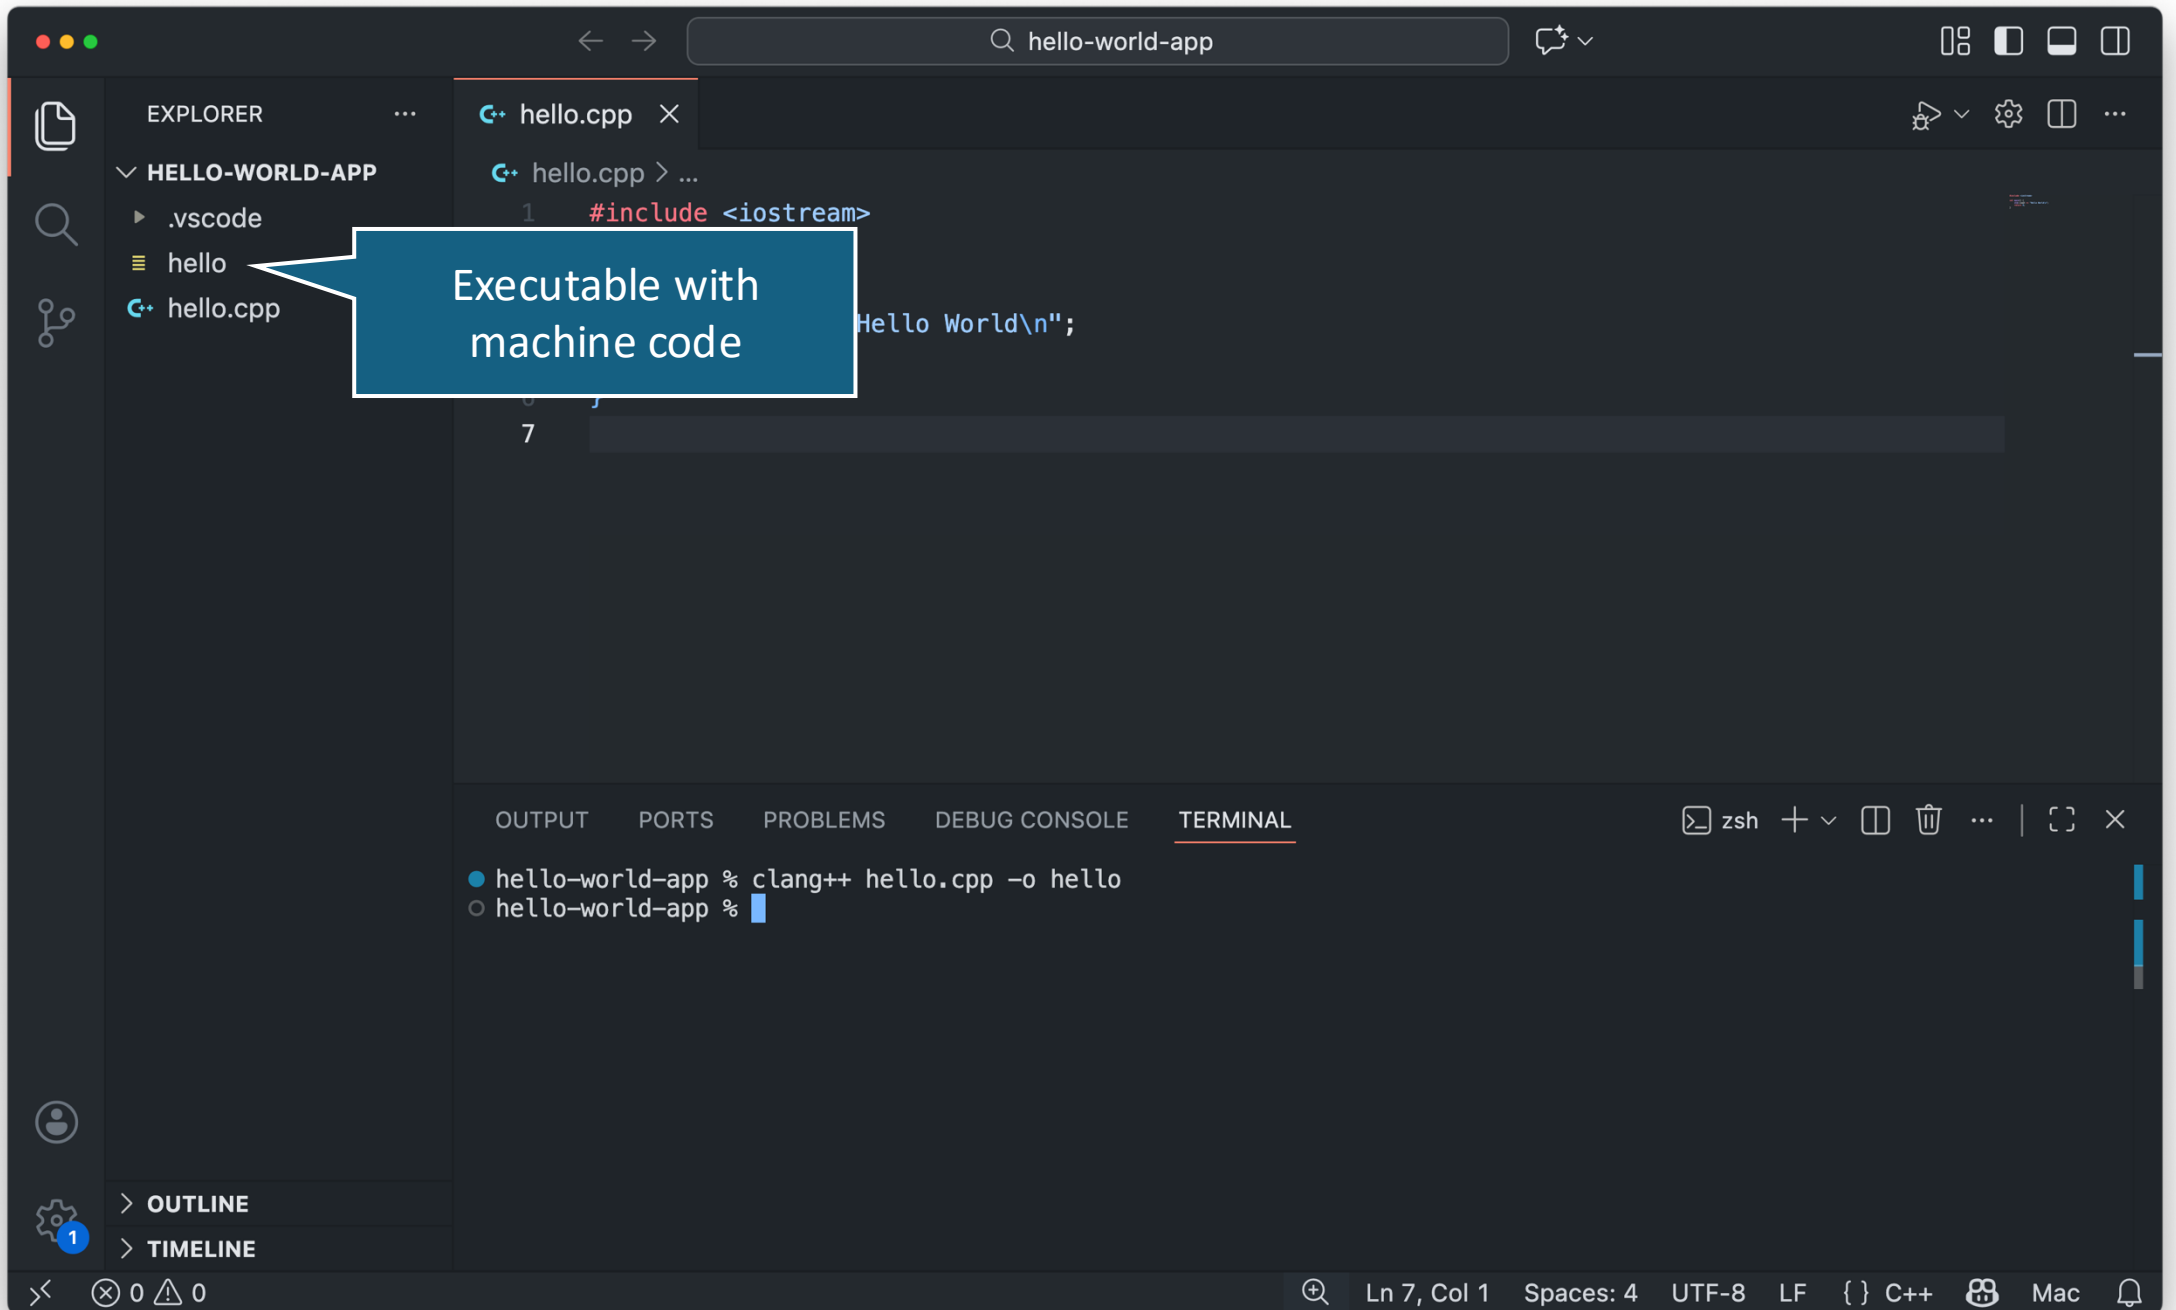 hello-world-app
EXPLORER
hello.cpp
HELLO-WORLD-APP
hello.cpp > ...
.vscode
hello
hello.cpp
1 #include <iostream>
Executable with
machine code
Hello World\n";
}
7
OUTPUT PORTS PROBLEMS DEBUG CONSOLE TERMINAL
zsh
hello-world-app % clang++ hello.cpp -o hello
hello-world-app %
OUTLINE
1
TIMELINE
0 0
Ln 7, Col 1 Spaces: 4 UTF-8 LF { } C++ Mac